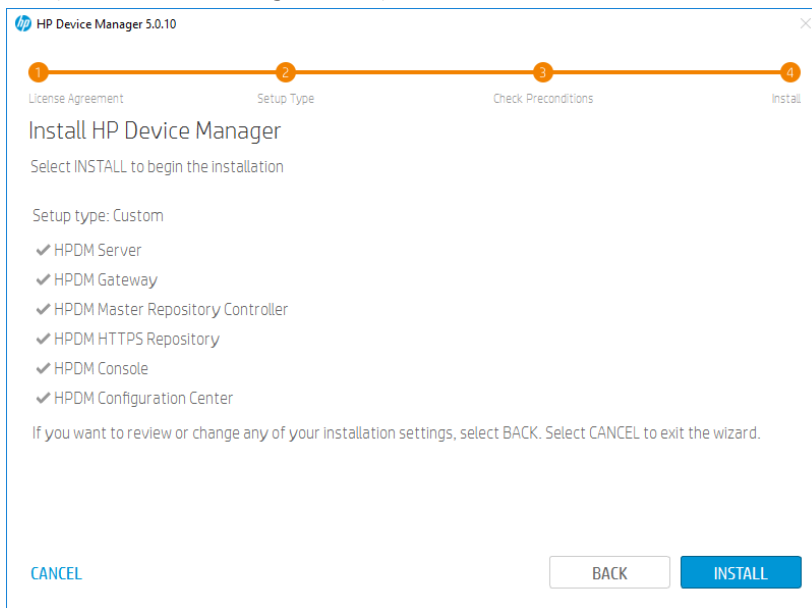 hp HP Device Manager 5.0.10
1 2 3 4
License Agreement Setup Type Check Preconditions Install
Install HP Device Manager
Select INSTALL to begin the installation
Setup type: Custom
HPDM Server
HPDM Gateway
HPDM Master Repository Controller
HPDM HTTPS Repository
HPDM Console
HPDM Configuration Center
If you want to review or change any of your installation settings, select BACK. Select CANCEL to exit the wizard.
CANCEL BACK INSTALL